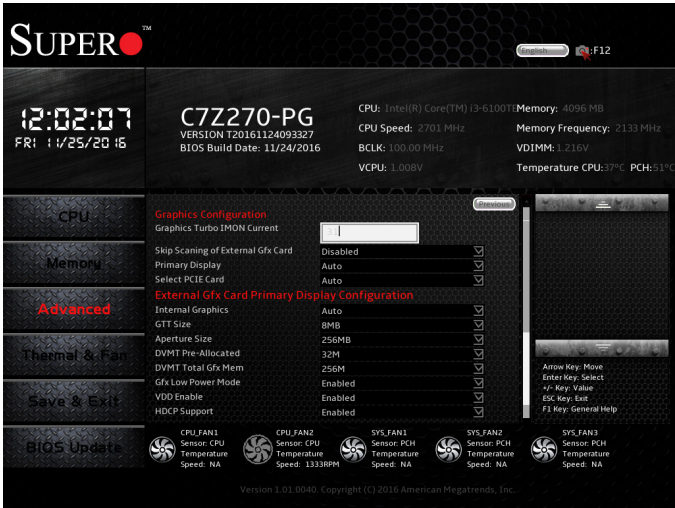 SUPER TM
English :F12
12:02:07
FRI 11/25/2016
C7Z270-PG
VERSION T20161124093327
BIOS Build Date: 11/24/2016
CPU: Intel(R) Core(TM) i3-6100TE
Memory: 4096 MB
CPU Speed: 2701 MHz
Memory Frequency: 2133 MHz
BCLK: 100.00 MHz
VDIMM: 1.216V
VCPU: 1.008V
Temperature CPU:37°C PCH:51°C
CPU
Memory
Advanced
Thermal & Fan
Save & Exit
BIOS Update
Previous
Graphics Configuration
Graphics Turbo IMON Current 31
Skip Scaning of External Gfx Card Disabled
Primary Display Auto
Select PCIE Card Auto
External Gfx Card Primary Display Configuration
Internal Graphics Auto
GTT Size 8MB
Aperture Size 256MB
DVMT Pre-Allocated 32M
DVMT Total Gfx Mem 256M
Gfx Low Power Mode Enabled
VDD Enable Enabled
HDCP Support Enabled
Arrow Key: Move
Enter Key: Select
+/- Key: Value
ESC Key: Exit
F1 Key: General Help
CPU_FAN1
Sensor: CPU
Temperature
Speed: NA
CPU_FAN2
Sensor: CPU
Temperature
Speed: 1333RPM
SYS_FAN1
Sensor: PCH
Temperature
Speed: NA
SYS_FAN2
Sensor: PCH
Temperature
Speed: NA
SYS_FAN3
Sensor: PCH
Temperature
Speed: NA
Version 1.01.0040. Copyright (C) 2016 American Megatrends, Inc.